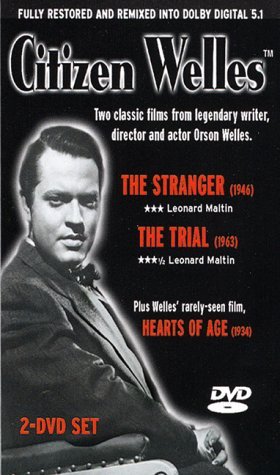 FULLY RESTORED AND REMIXED INTO DOLBY DIGITAL 5.1
Citizen Welles™
Two classic films from legendary writer,
director and actor Orson Welles.
THE STRANGER (1946)
★★★ Leonard Maltin
THE TRIAL (1963)
★★★½ Leonard Maltin
Plus Welles' rarely-seen film,
HEARTS OF AGE (1934)
DVD
2-DVD SET